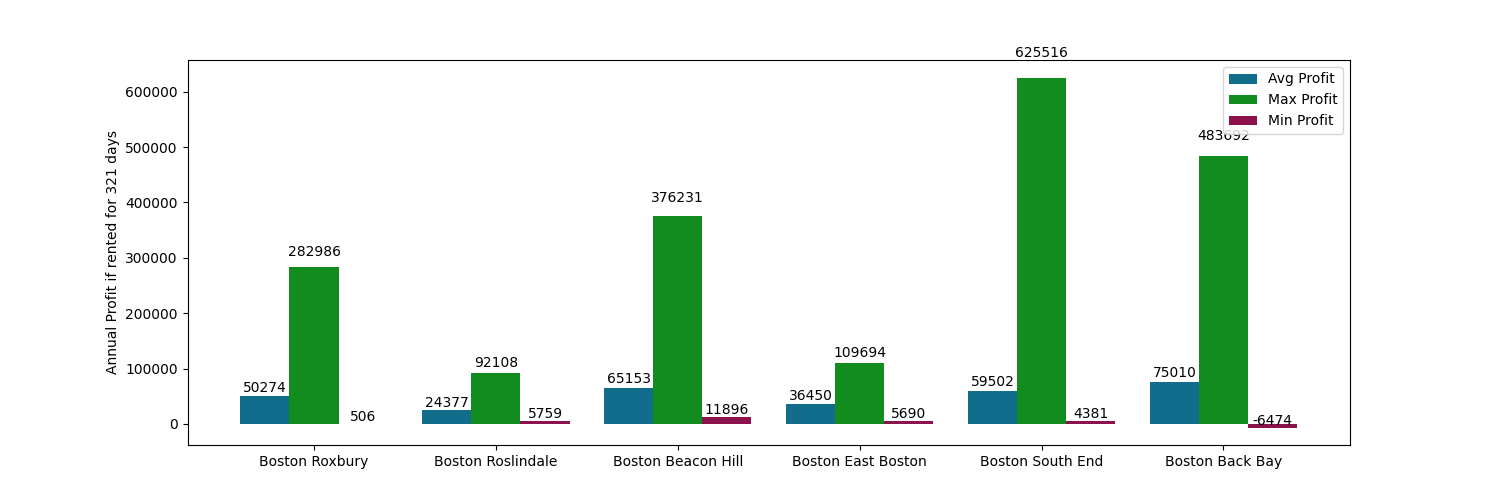 625516
Avg Profit
Max Profit
Min Profit
600000
500000
400000
300000
200000
100000
0
Annual Profit if rented for 321 days
483692
376231
282986
109694
92108
75010
65153
59502
50274
36450
24377
11896
5759
5690
4381
506
-6474
Boston Roxbury
Boston Roslindale
Boston Beacon Hill
Boston East Boston
Boston South End
Boston Back Bay